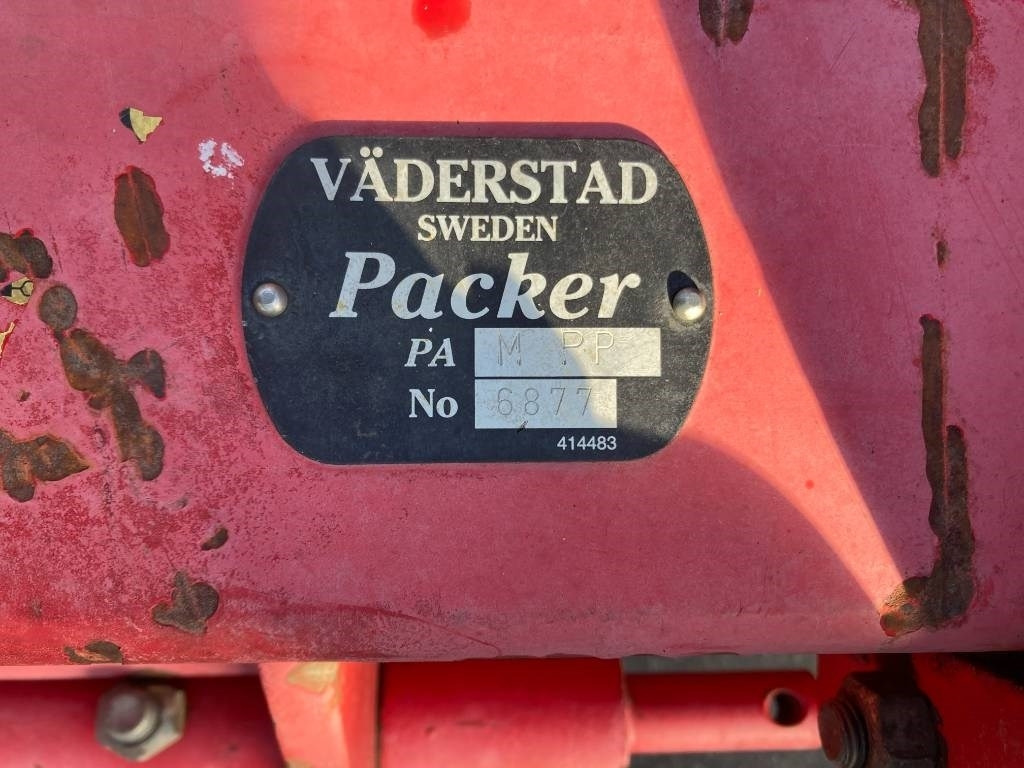 VÄDERSTAD
SWEDEN
Packer
PA M PP
No 6877
414483